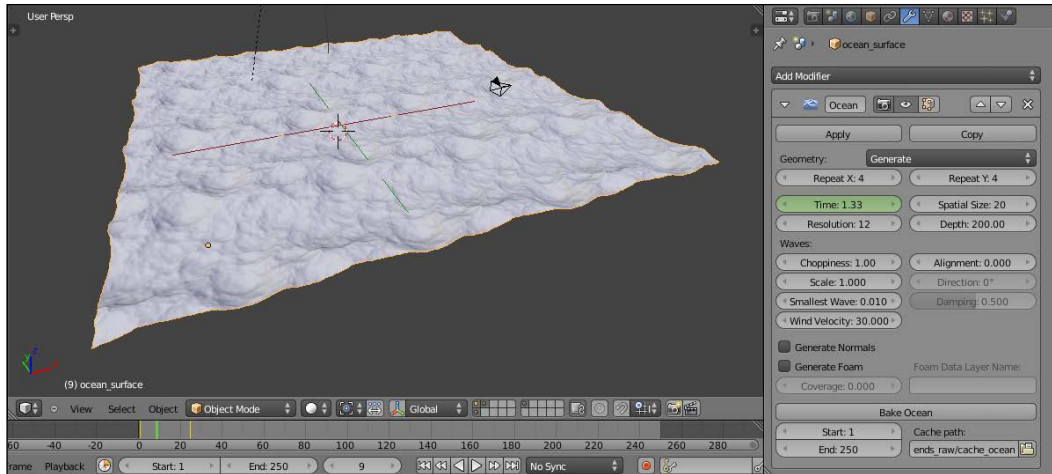 User Persp
(9) ocean_surface
View Select Object Object Mode Global
60 -40 -20 0 20 40 60 80 100 120 140 160 180 200 220 240 260 280
rame Playback Start: 1 End: 250 9 No Sync
ocean_surface
Add Modifier
Ocean
Apply Copy
Geometry: Generate
Repeat X: 4 Repeat Y: 4
Time: 1.33 Spatial Size: 20
Resolution: 12 Depth: 200.00
Waves:
Choppiness: 1.00 Alignment: 0.000
Scale: 1.000 Direction: 0°
Smallest Wave: 0.010 Damping: 0.500
Wind Velocity: 30.000
Generate Normals
Generate Foam Foam Data Layer Name:
Coverage: 0.000
Bake Ocean
Start: 1 Cache path:
End: 250 ends_raw/cache_ocean